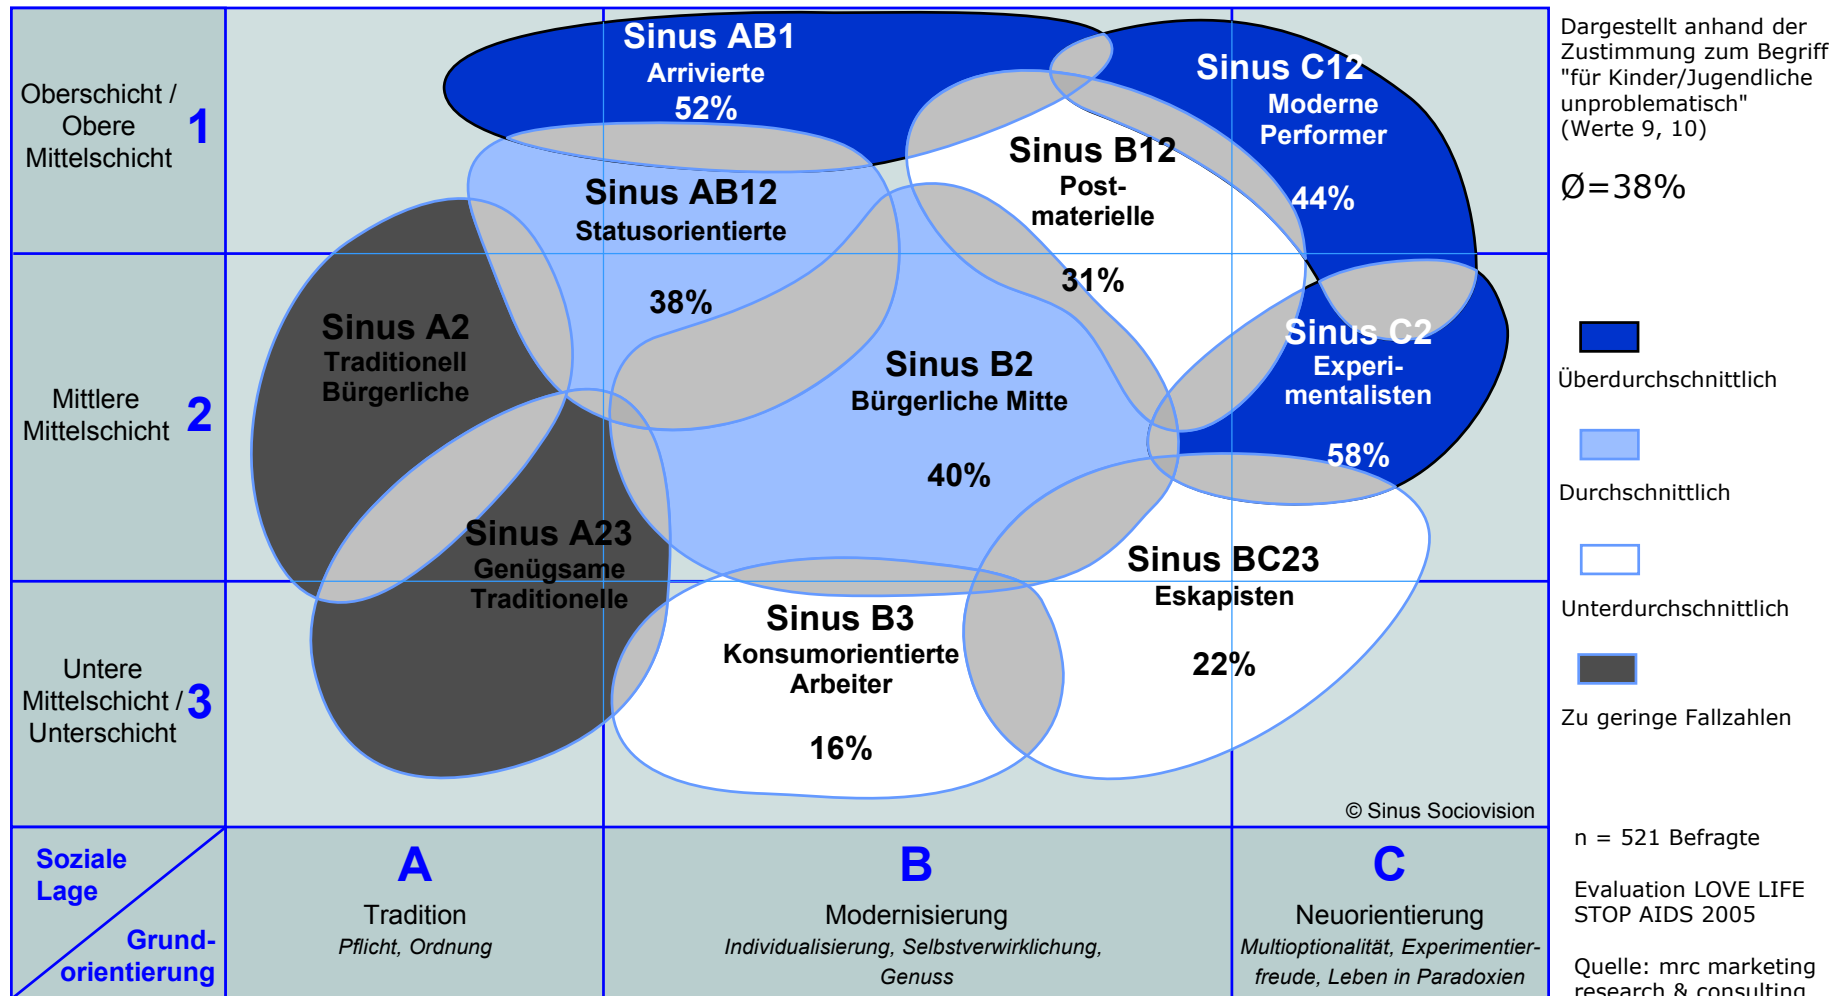 Oberschicht /
Obere
Mittelschicht
1
Mittlere
Mittelschicht
2
Untere
Mittelschicht /
Unterschicht
3
Sinus AB1
Arrivierte
52%
Sinus C12
Moderne
Performer
44%
Sinus B12
Post-
materielle
31%
Sinus AB12
Statusorientierte
38%
Sinus A2
Traditionell
Bürgerliche
Sinus B2
Bürgerliche Mitte
40%
Sinus C2
Experi-
mentalisten
58%
Sinus A23
Genügsame
Traditionelle
Sinus BC23
Eskapisten
22%
Sinus B3
Konsumorientierte
Arbeiter
16%
© Sinus Sociovision
Soziale
Lage
Grund-
orientierung
A
Tradition
Pflicht, Ordnung
B
Modernisierung
Individualisierung, Selbstverwirklichung,
Genuss
C
Neuorientierung
Multioptionalität, Experimentier-
freude, Leben in Paradoxien
Dargestellt anhand der
Zustimmung zum Begriff
"für Kinder/Jugendliche
unproblematisch"
(Werte 9, 10)
Ø=38%
Überdurchschnittlich
Durchschnittlich
Unterdurchschnittlich
Zu geringe Fallzahlen
n = 521 Befragte
Evaluation LOVE LIFE
STOP AIDS 2005
Quelle: mrc marketing
research & consulting